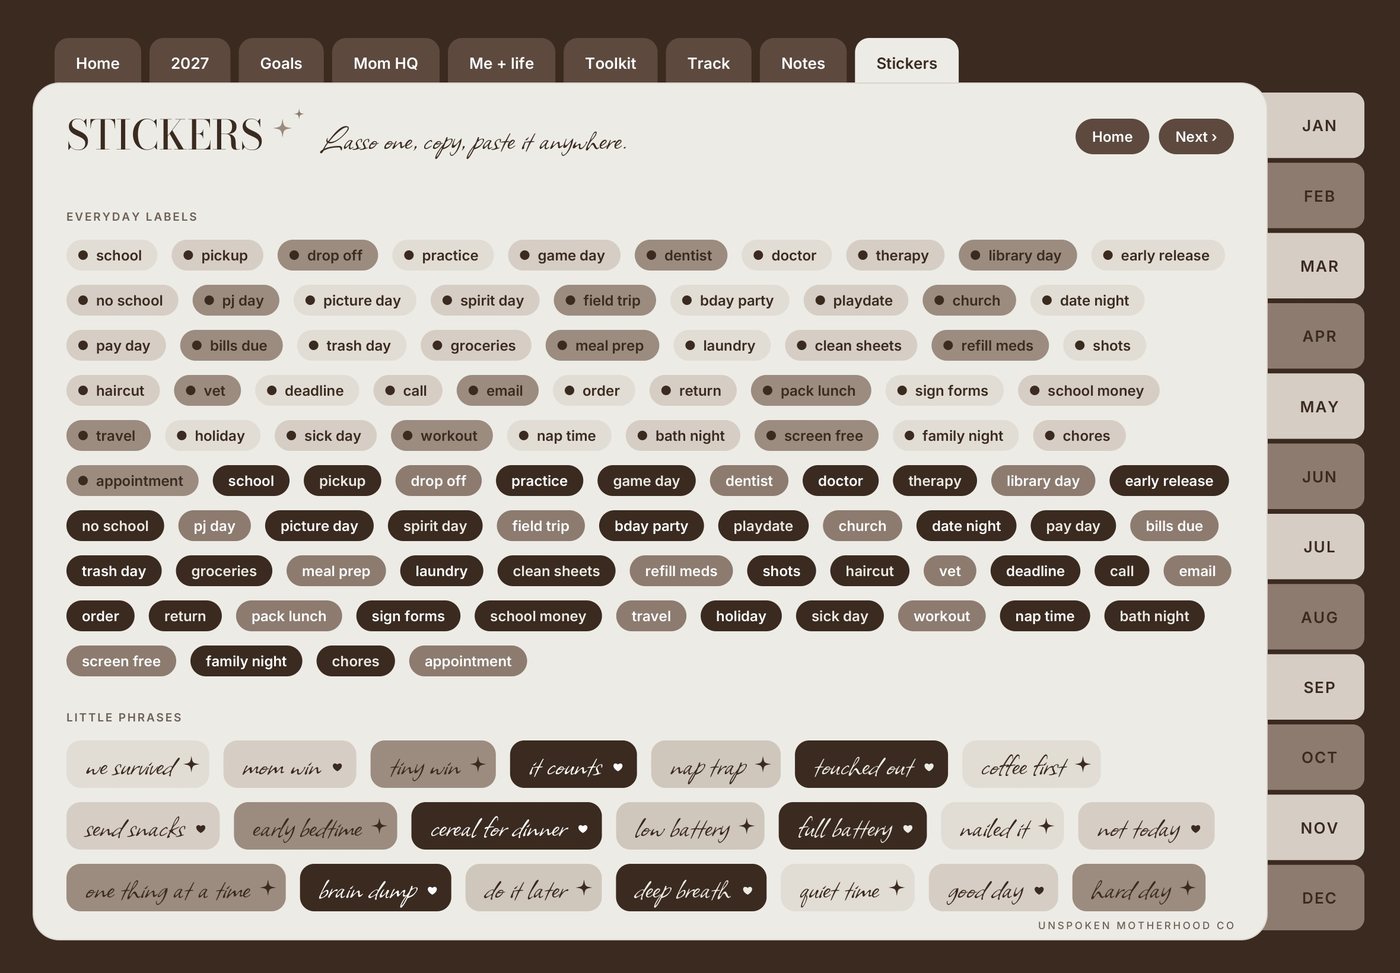 Home 2027 Goals Mom HQ Me + life Toolkit Track Notes Stickers
STICKERS Lasso one, copy, paste it anywhere. Home Next ›
EVERYDAY LABELS
school pickup drop off practice game day dentist doctor therapy library day early release
no school pj day picture day spirit day field trip bday party playdate church date night
pay day bills due trash day groceries meal prep laundry clean sheets refill meds shots
haircut vet deadline call email order return pack lunch sign forms school money
travel holiday sick day workout nap time bath night screen free family night chores
appointment school pickup drop off practice game day dentist doctor therapy library day early release
no school pj day picture day spirit day field trip bday party playdate church date night pay day bills due
trash day groceries meal prep laundry clean sheets refill meds shots haircut vet deadline call email
order return pack lunch sign forms school money travel holiday sick day workout nap time bath night
screen free family night chores appointment
LITTLE PHRASES
we survived mom win tiny win it counts nap trap touched out coffee first
send snacks early bedtime cereal for dinner low battery full battery nailed it not today
one thing at a time brain dump do it later deep breath quiet time good day hard day
UNSPOKEN MOTHERHOOD CO
JAN
FEB
MAR
APR
MAY
JUN
JUL
AUG
SEP
OCT
NOV
DEC